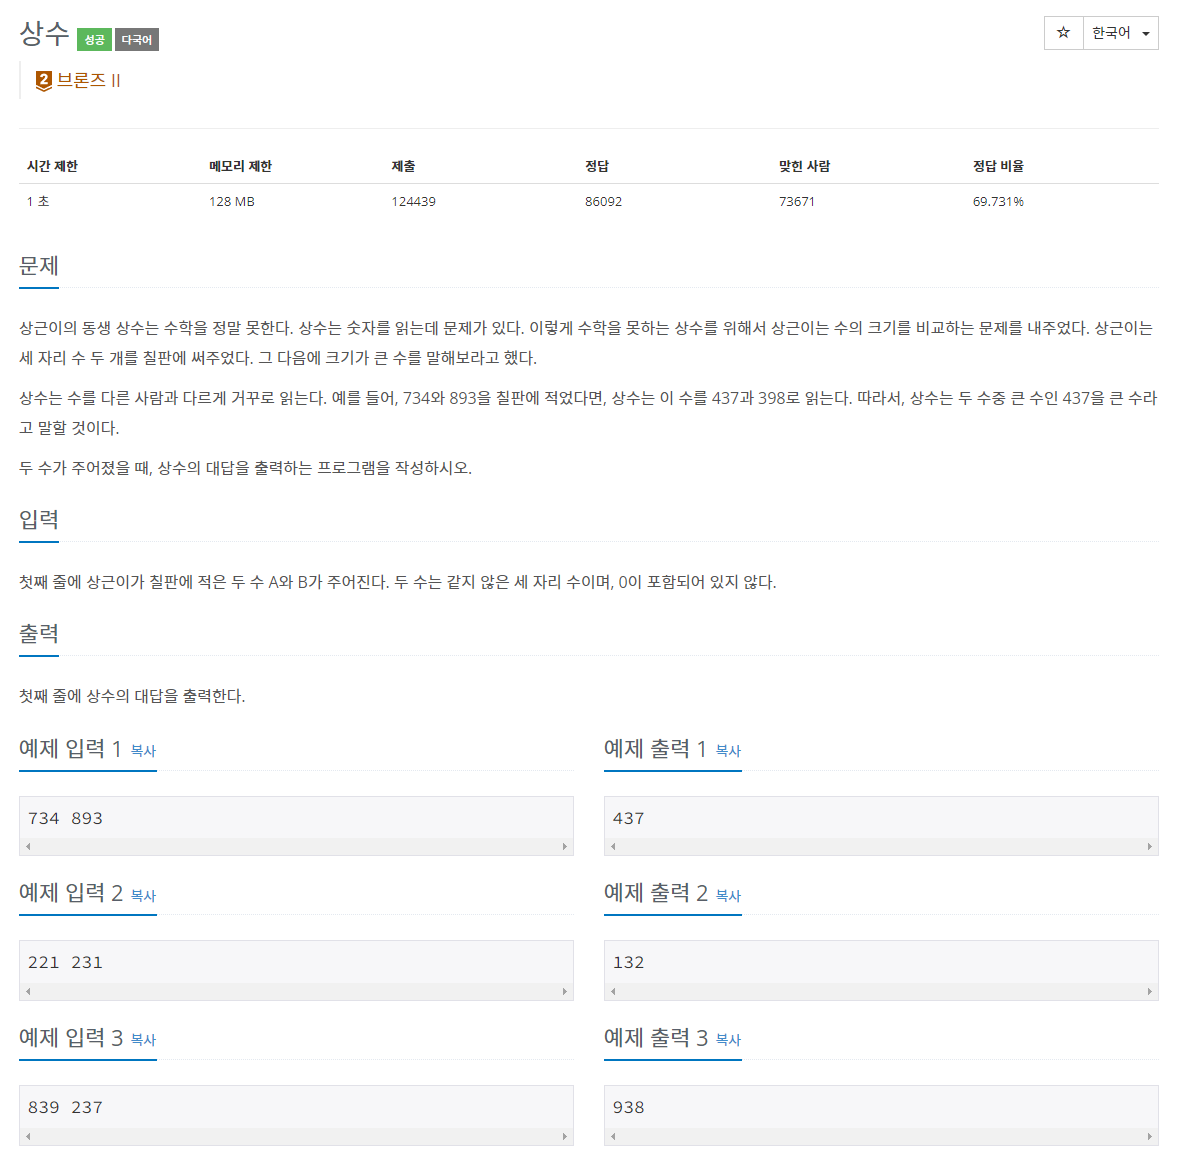 상수 성공 다국어
☆ 한국어
2 브론즈 II
시간 제한 메모리 제한 제출 정답 맞힌 사람 정답 비율
1 초 128 MB 124439 86092 73671 69.731%
문제
상근이의 동생 상수는 수학을 정말 못한다. 상수는 숫자를 읽는데 문제가 있다. 이렇게 수학을 못하는 상수를 위해서 상근이는 수의 크기를 비교하는 문제를 내주었다. 상근이는
세 자리 수 두 개를 칠판에 써주었다. 그 다음에 크기가 큰 수를 말해보라고 했다.
상수는 수를 다른 사람과 다르게 거꾸로 읽는다. 예를 들어, 734와 893을 칠판에 적었다면, 상수는 이 수를 437과 398로 읽는다. 따라서, 상수는 두 수중 큰 수인 437을 큰 수라
고 말할 것이다.
두 수가 주어졌을 때, 상수의 대답을 출력하는 프로그램을 작성하시오.
입력
첫째 줄에 상근이가 칠판에 적은 두 수 A와 B가 주어진다. 두 수는 같지 않은 세 자리 수이며, 0이 포함되어 있지 않다.
출력
첫째 줄에 상수의 대답을 출력한다.
예제 입력 1 복사
734 893
예제 출력 1 복사
437
예제 입력 2 복사
221 231
예제 출력 2 복사
132
예제 입력 3 복사
839 237
예제 출력 3 복사
938